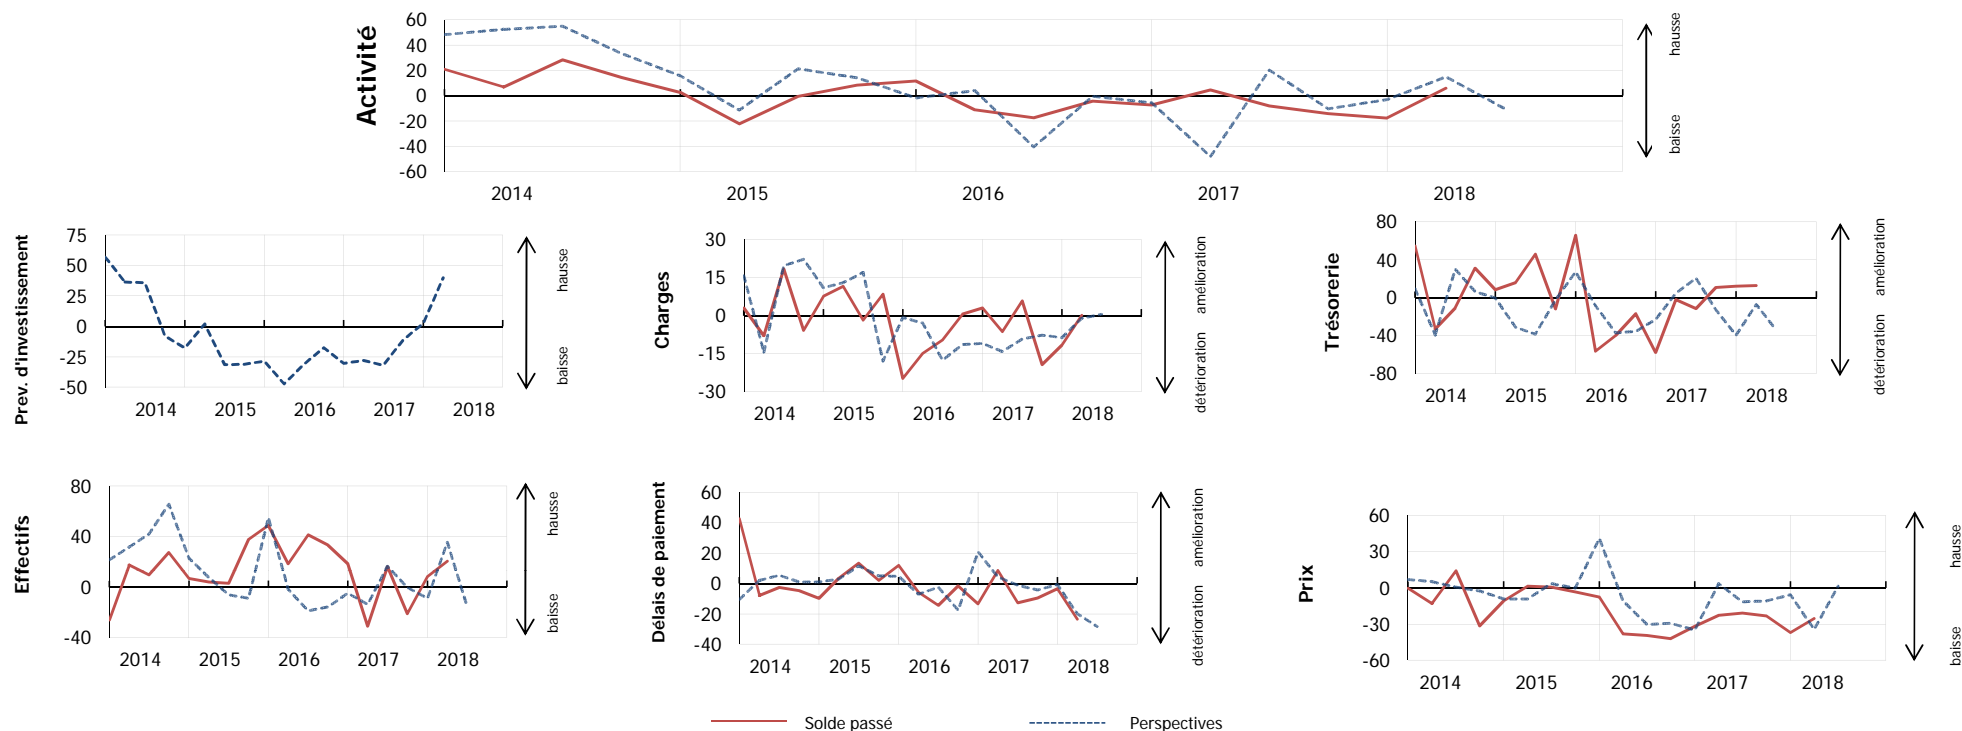 Activité
60
40
20
0
-20
-40
-60
2014 2015 2016 2017 2018
hausse
baisse
Prev. d'investissement
75
50
25
0
-25
-50
2014 2015 2016 2017 2018
hausse
baisse
Charges
30
15
0
-15
-30
2014 2015 2016 2017 2018
amélioration
détérioration
Trésorerie
80
40
0
-40
-80
2014 2015 2016 2017 2018
amélioration
détérioration
Effectifs
80
40
0
-40
2014 2015 2016 2017 2018
hausse
baisse
Délais de paiement
60
40
20
0
-20
-40
2014 2015 2016 2017 2018
amélioration
détérioration
Prix
60
30
0
-30
-60
2014 2015 2016 2017 2018
hausse
baisse
Solde passé Perspectives